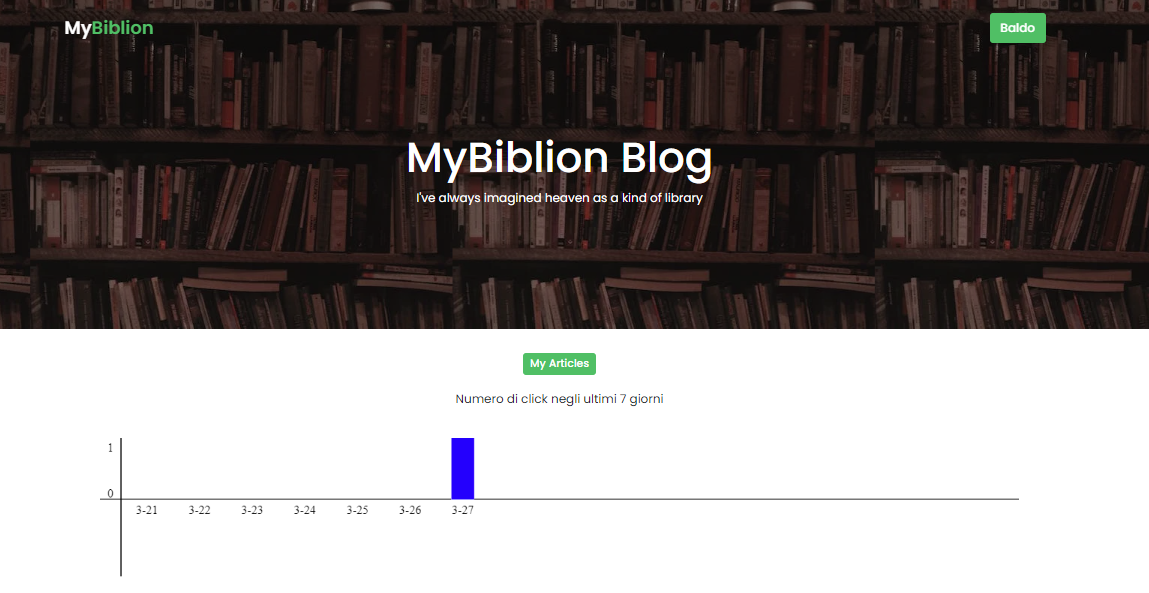 MyBiblion
Baldo
MyBiblion Blog
I've always imagined heaven as a kind of library
My Articles
Numero di click negli ultimi 7 giorni
1
0
3-21 3-22 3-23 3-24 3-25 3-26 3-27